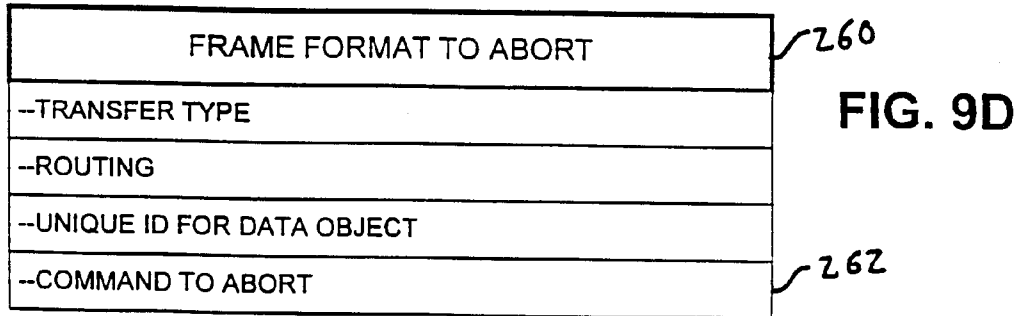 FRAME FORMAT TO ABORT
260
FIG. 9D
--TRANSFER TYPE
--ROUTING
--UNIQUE ID FOR DATA OBJECT
--COMMAND TO ABORT
262